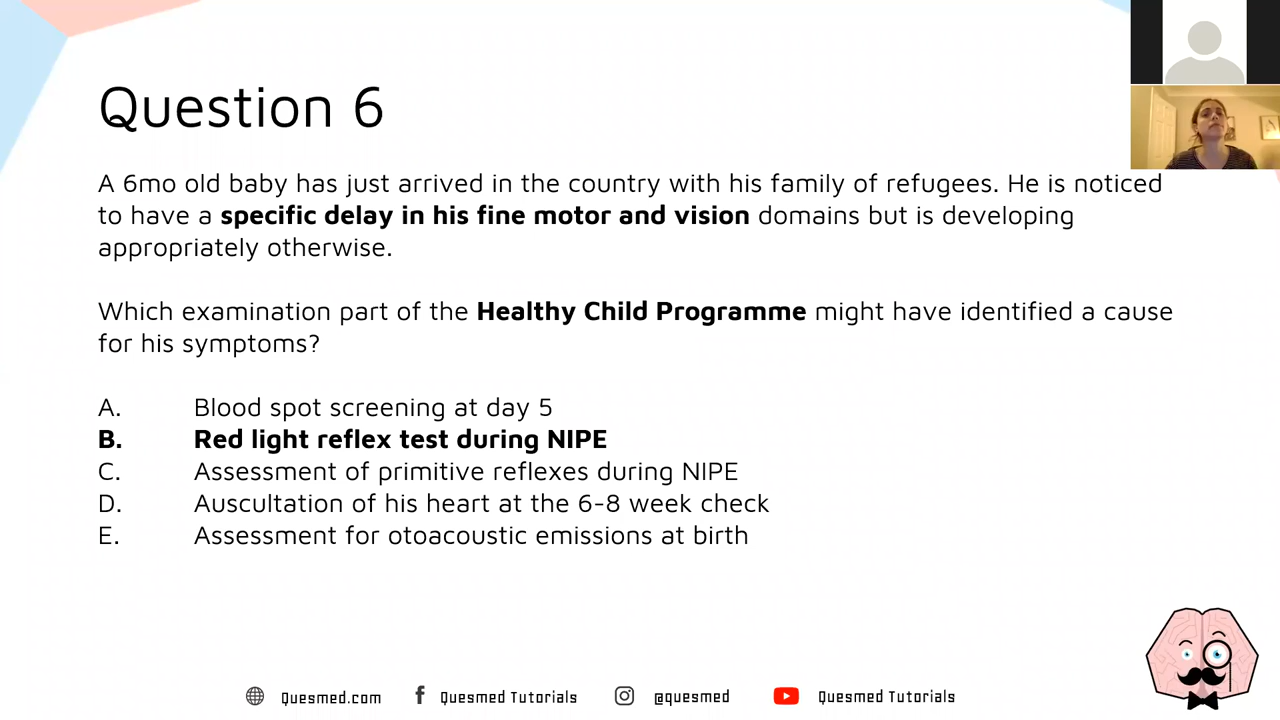 Question 6
A 6mo old baby has just arrived in the country with his family of refugees. He is noticed
to have a specific delay in his fine motor and vision domains but is developing
appropriately otherwise.
Which examination part of the Healthy Child Programme might have identified a cause
for his symptoms?
A. Blood spot screening at day 5
B. Red light reflex test during NIPE
C. Assessment of primitive reflexes during NIPE
D. Auscultation of his heart at the 6-8 week check
E. Assessment for otoacoustic emissions at birth
Quesmed.com Quesmed Tutorials @quesmed Quesmed Tutorials